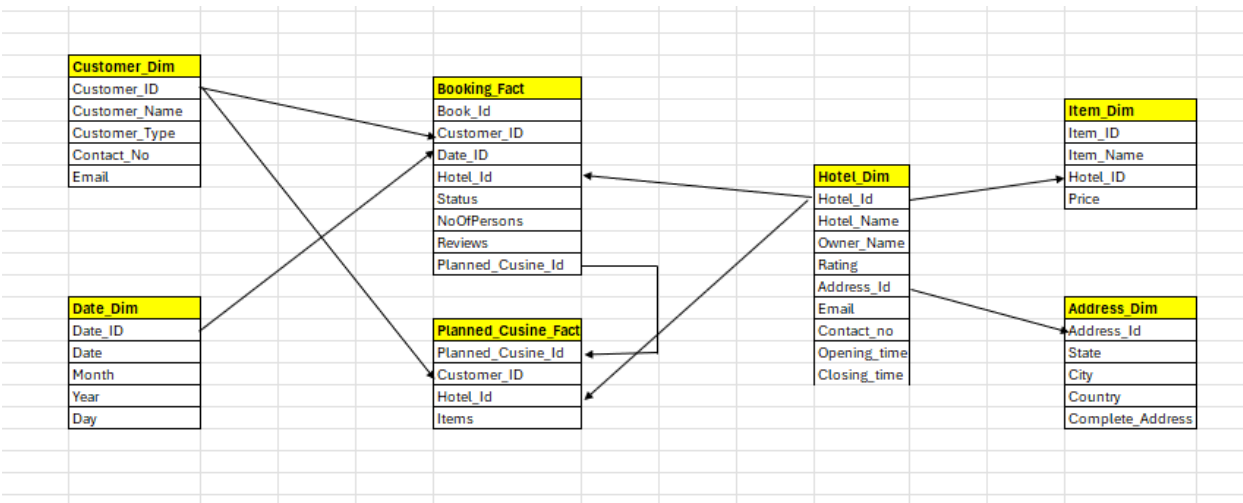 Customer_Dim
Customer_ID
Customer_Name
Customer_Type
Contact_No
Email
Date_Dim
Date_ID
Date
Month
Year
Day
Booking_Fact
Book_Id
Customer_ID
Date_ID
Hotel_Id
Status
NoOfPersons
Reviews
Planned_Cusine_Id
Planned_Cusine_Fact
Planned_Cusine_Id
Customer_ID
Hotel_Id
Items
Hotel_Dim
Hotel_Id
Hotel_Name
Owner_Name
Rating
Address_Id
Email
Contact_no
Opening_time
Closing_time
Item_Dim
Item_ID
Item_Name
Hotel_ID
Price
Address_Dim
Address_Id
State
City
Country
Complete_Address